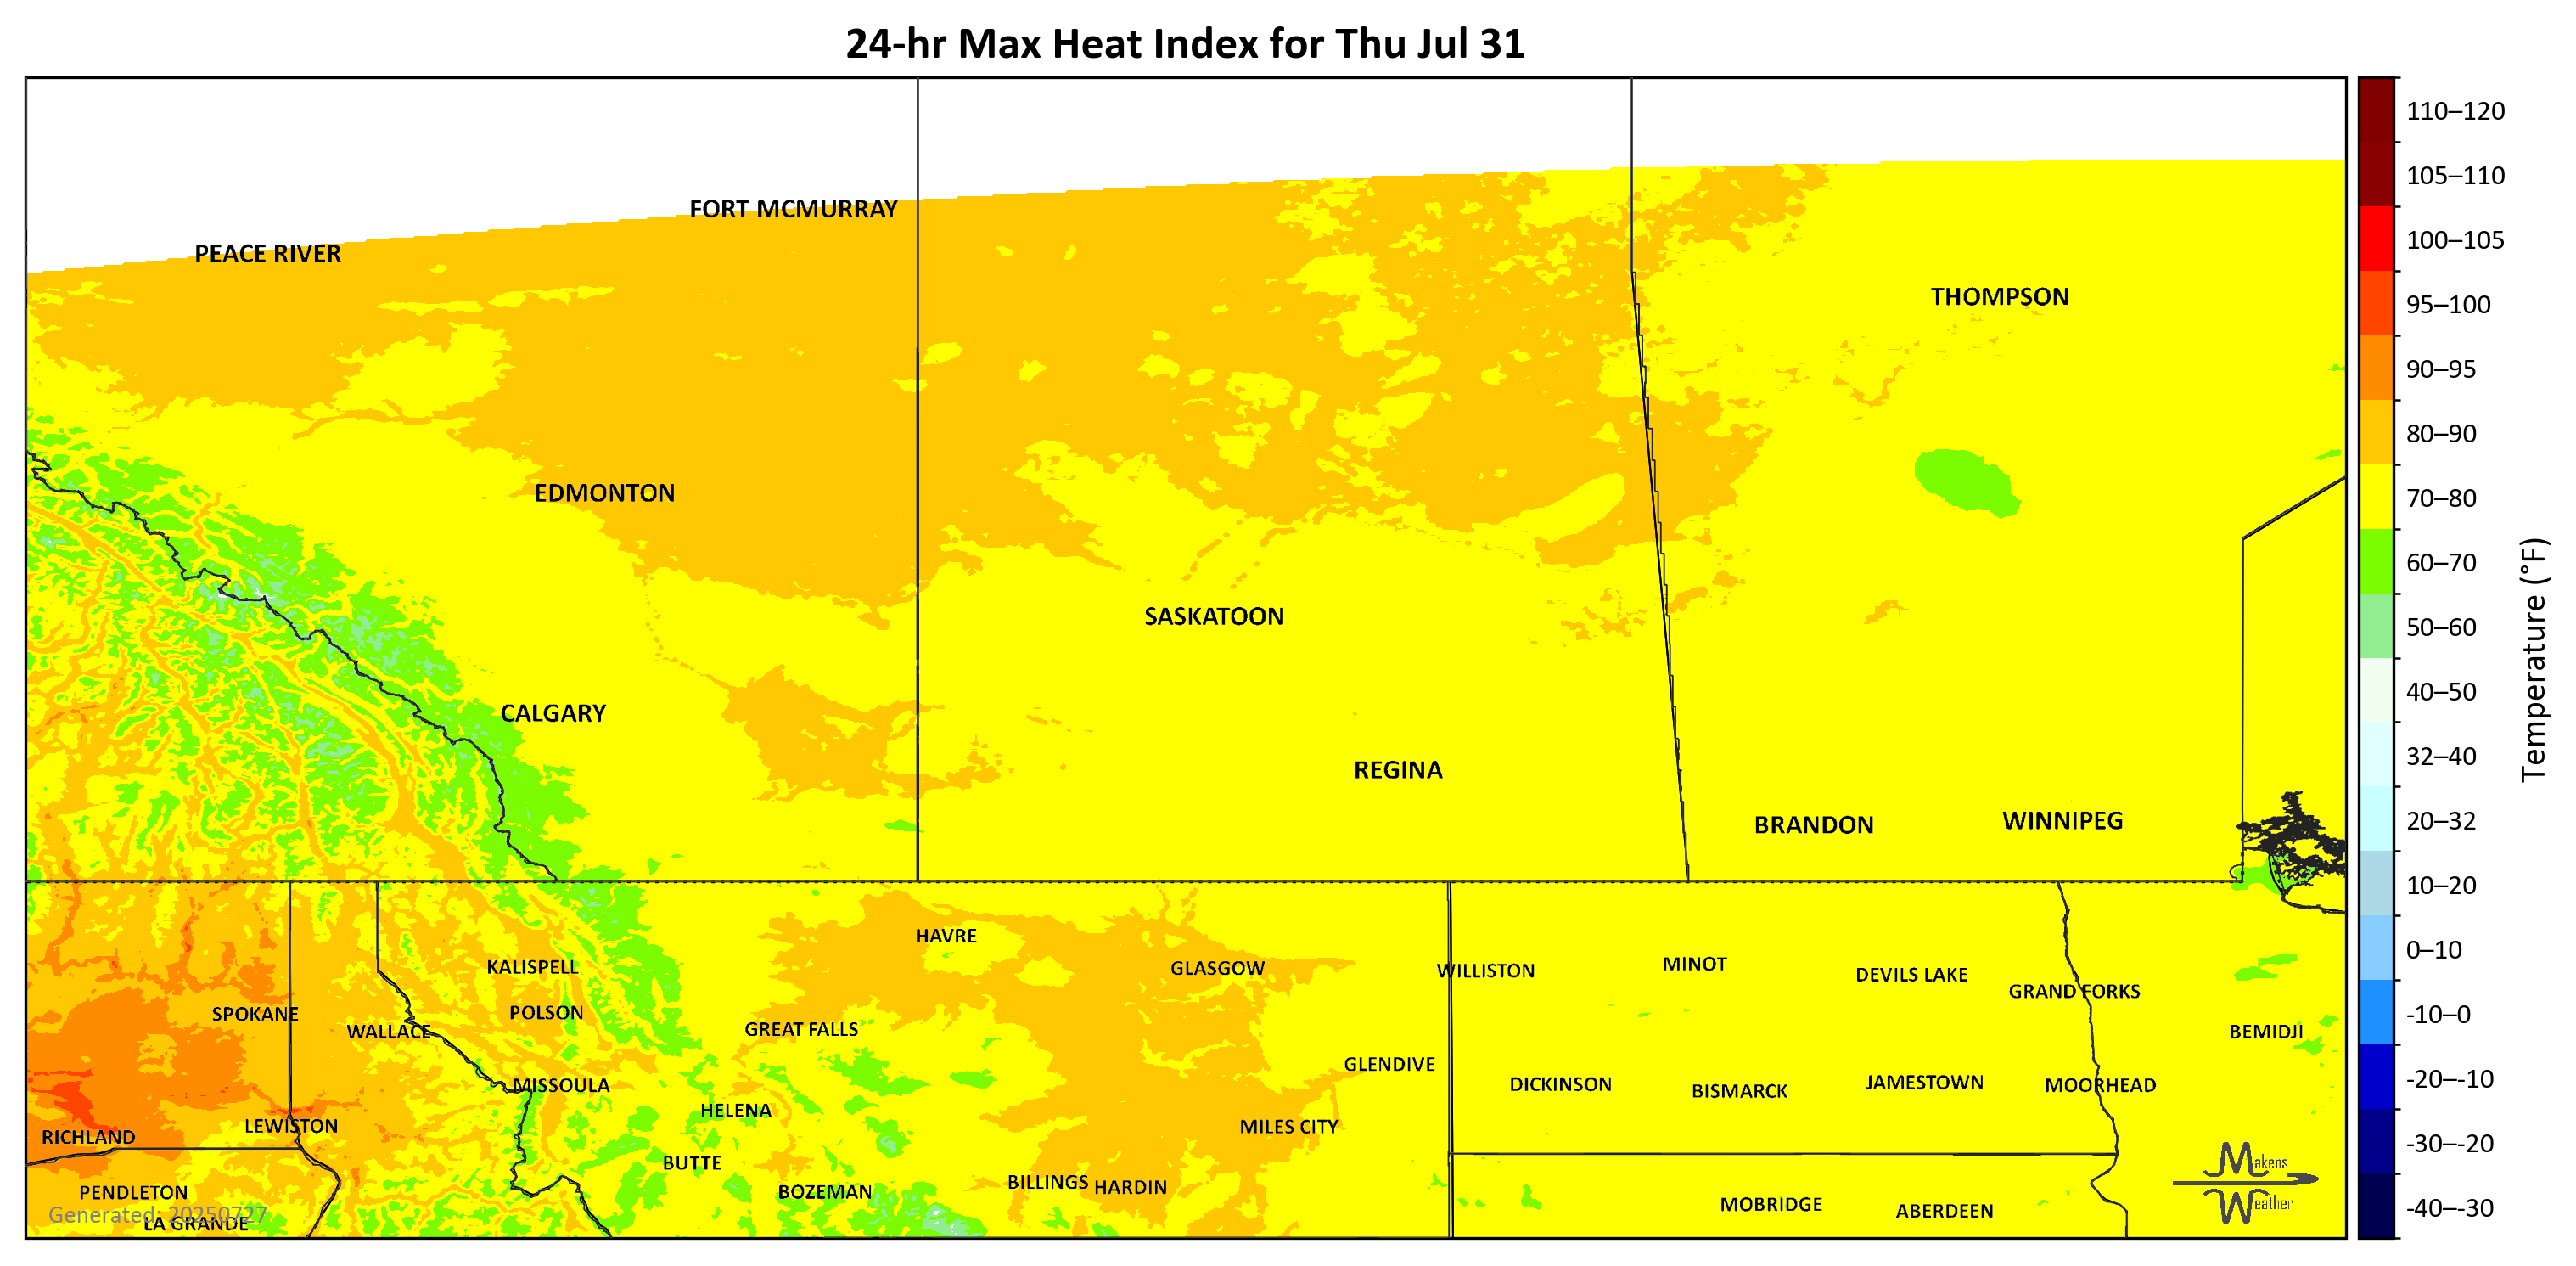 24-hr Max Heat Index for Thu Jul 31
FORT MCMURRAY
PEACE RIVER
THOMPSON
EDMONTON
SASKATOON
CALGARY
REGINA
BRANDON
WINNIPEG
HAVRE
KALISPELL
GLASGOW
WILLISTON
MINOT
DEVILS LAKE
GRAND FORKS
SPOKANE
POLSON
WALLACE
GREAT FALLS
BEMIDJI
GLENDIVE
MISSOULA
DICKINSON
BISMARCK
JAMESTOWN
MOORHEAD
HELENA
RICHLAND
LEWISTON
MILES CITY
BUTTE
PENDLETON
BOZEMAN
BILLINGS
HARDIN
MOBRIDGE
ABERDEEN
LA GRANDE
Generated: 20250727
Makens
Weather
110–120
105–110
100–105
95–100
90–95
80–90
70–80
60–70
50–60
40–50
32–40
20–32
10–20
0–10
-10–0
-20–-10
-30–-20
-40–-30
Temperature (°F)